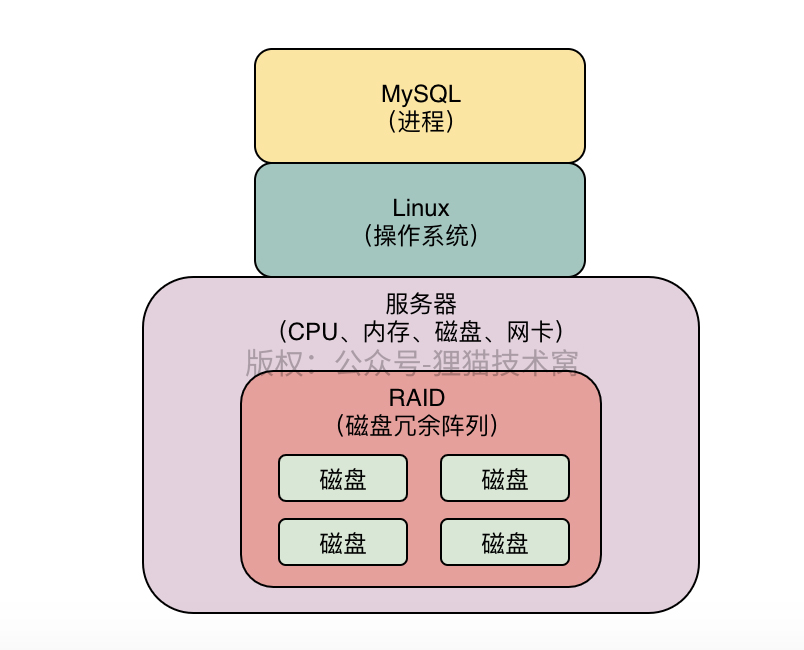 MySQL
（进程）
Linux
（操作系统）
服务器
（CPU、内存、磁盘、网卡）
版权：公众号-狸猫技术窝
RAID
（磁盘冗余阵列）
磁盘 磁盘
磁盘 磁盘